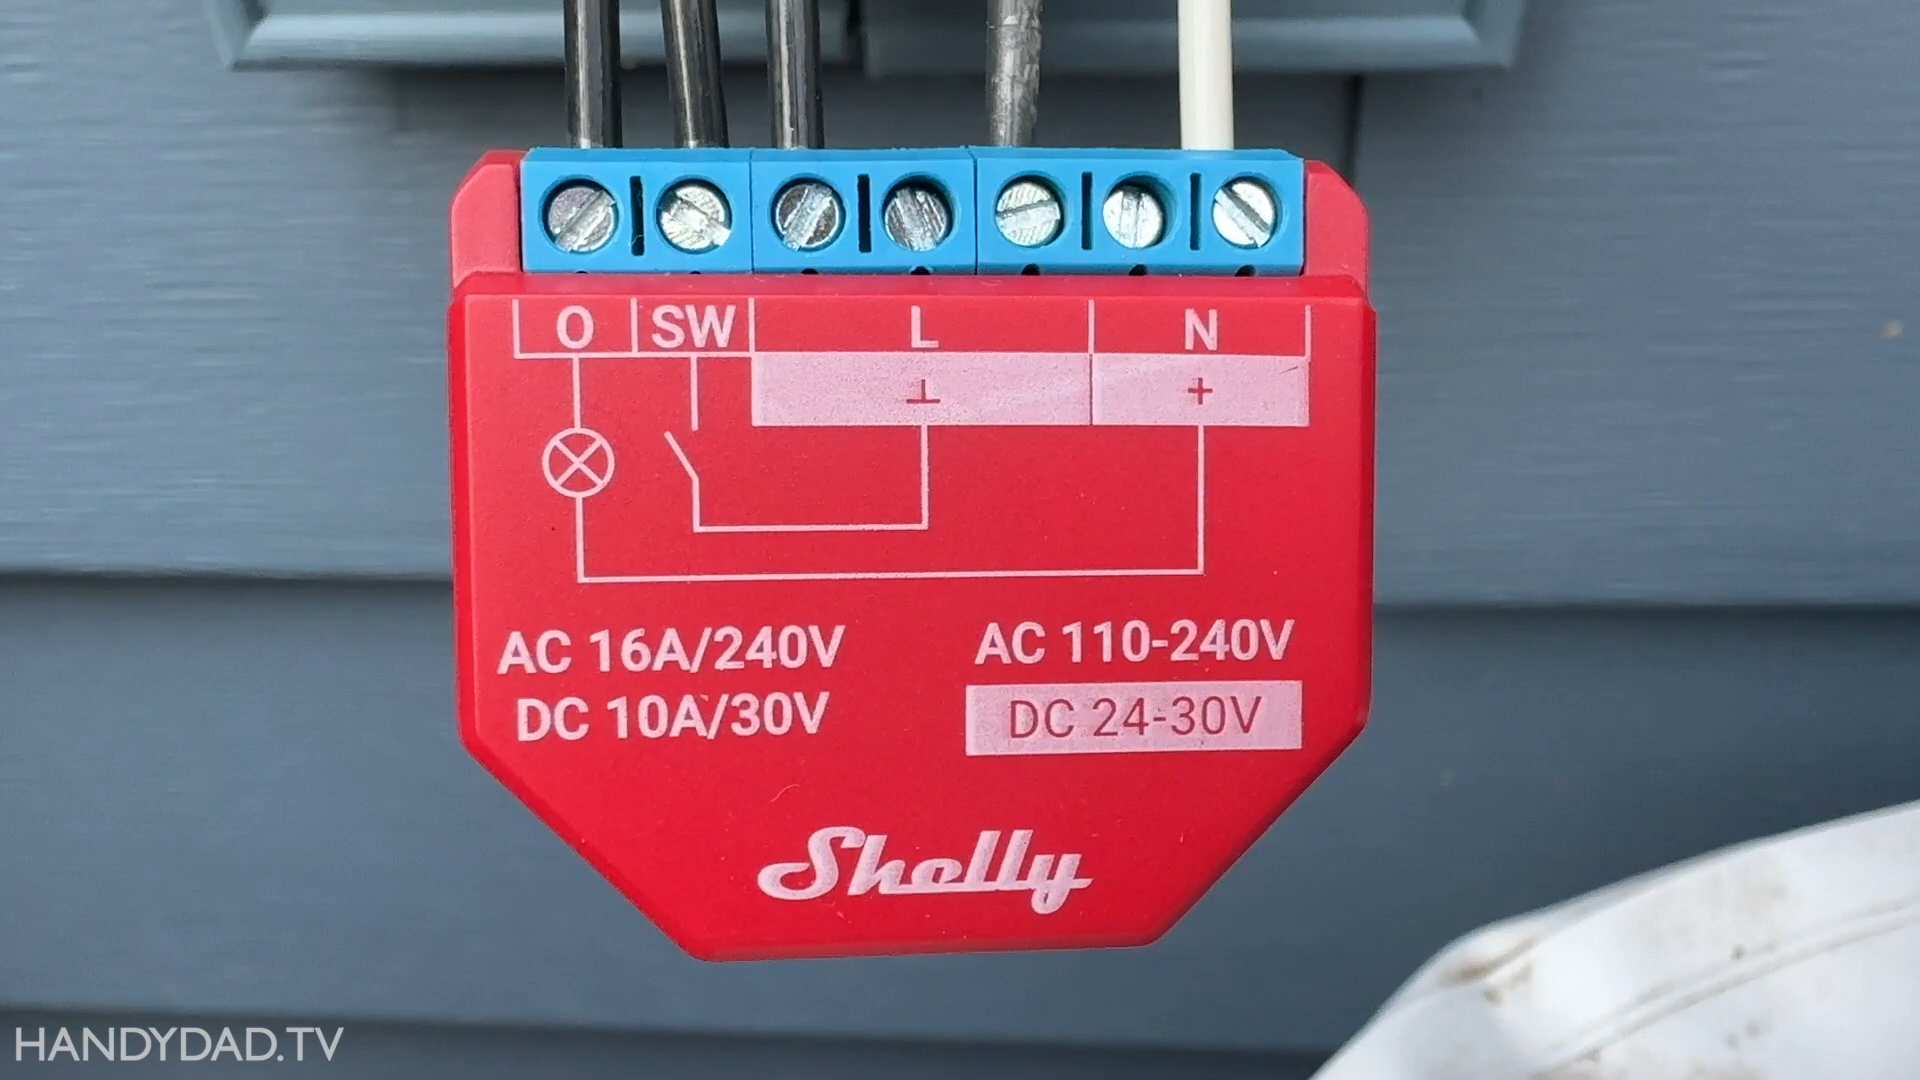 O SW L N
⊥ +
AC 16A/240V AC 110-240V
DC 10A/30V DC 24-30V
Shelly
HANDYDAD.TV